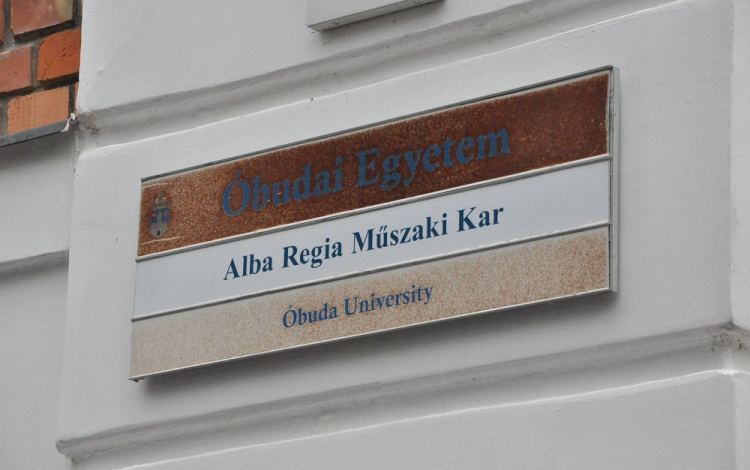 Óbudai Egyetem
Alba Regia Műszaki Kar
Óbuda University